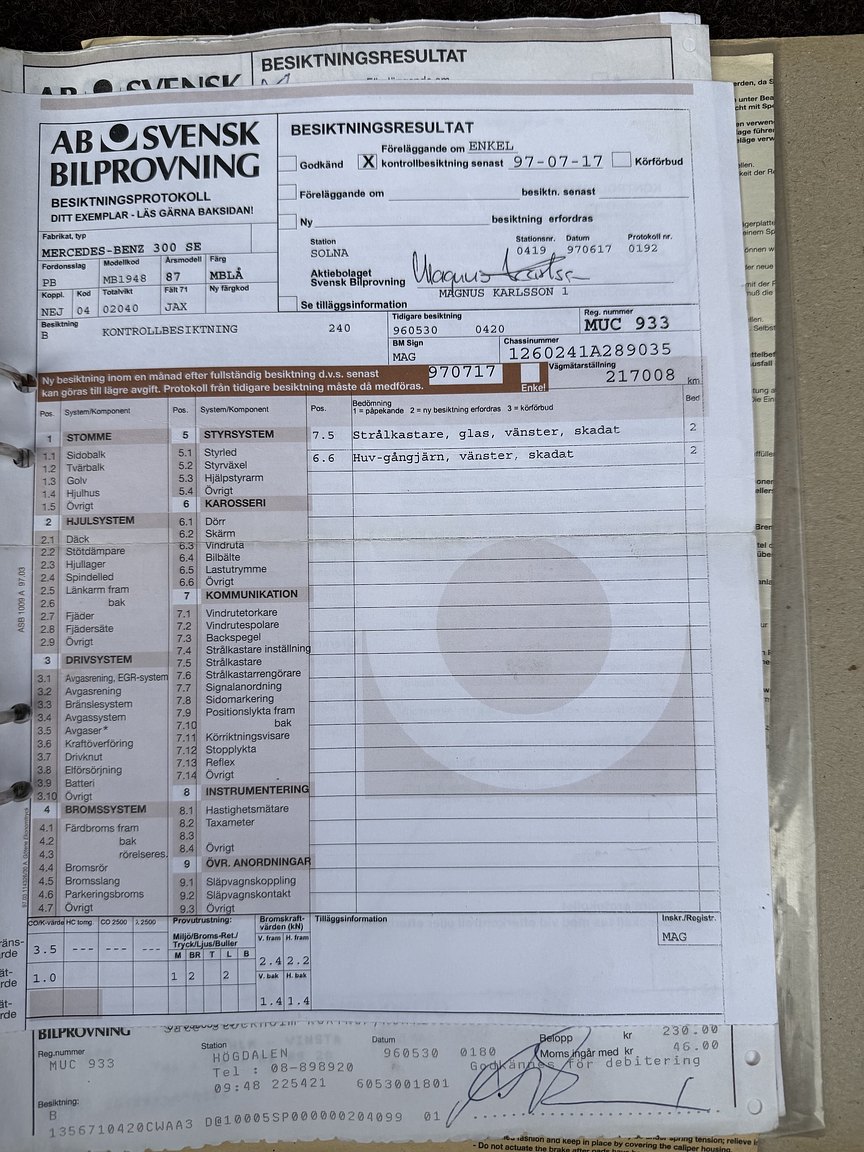 BESIKTNINGSRESULTAT
AB SVENSK
BESIKTNINGSRESULTAT
AB SVENSK
BILPROVNING
BESIKTNINGSPROTOKOLL
DITT EXEMPLAR - LÄS GÄRNA BAKSIDAN!
Föreläggande om ENKEL
Godkänd X kontrollbesiktning senast 97-07-17 Körförbud
Föreläggande om besiktn. senast
Ny besiktning erfordras
Station Stationsnr. Datum Protokoll nr.
SOLNA 0419 970617 0192
Aktiebolaget
Svensk Bilprovning
MAGNUS KARLSSON 1
Se tilläggsinformation
Fabrikat, typ
MERCEDES-BENZ 300 SE
Fordonsslag Modellkod Årsmodell Färg
PB MB1948 87 MBLÅ
Koppl. Kod Totalvikt Fält 71 Ny färgkod
NEJ 04 02040 JAX
Besiktning
B KONTROLLBESIKTNING 240
Tidigare besiktning
960530 0420
Reg. nummer
MUC 933
BM Sign
MAG
Chassinummer
1260241A289035
Ny besiktning inom en månad efter fullständig besiktning d.v.s. senast 970717
kan göras till lägre avgift. Protokoll från tidigare besiktning måste då medföras.
Enkel
Vägmätarställning
217008 km
Pos. System/Komponent Pos. System/Komponent Pos. Bedömning Bed
1 = påpekande 2 = ny besiktning erfordras 3 = körförbud
7.5 Strålkastare, glas, vänster, skadat 2
6.6 Huv-gångjärn, vänster, skadat 2
1 STOMME
1.1 Sidobalk
1.2 Tvärbalk
1.3 Golv
1.4 Hjulhus
1.5 Övrigt
2 HJULSYSTEM
2.1 Däck
2.2 Stötdämpare
2.3 Hjullager
2.4 Spindelled
2.5 Länkarm fram
2.6 bak
2.7 Fjäder
2.8 Fjädersäte
2.9 Övrigt
3 DRIVSYSTEM
3.1 Avgasrening, EGR-system
3.2 Avgasrening
3.3 Bränslesystem
3.4 Avgassystem
3.5 Avgaser*
3.6 Kraftöverföring
3.7 Drivknut
3.8 Elförsörjning
3.9 Batteri
3.10 Övrigt
4 BROMSSYSTEM
4.1 Färdbroms fram
4.2 bak
4.3 rörelseres.
4.4 Bromsrör
4.5 Bromsslang
4.6 Parkeringsbroms
4.7 Övrigt
5 STYRSYSTEM
5.1 Styrled
5.2 Styrväxel
5.3 Hjälpstyrarm
5.4 Övrigt
6 KAROSSERI
6.1 Dörr
6.2 Skärm
6.3 Vindruta
6.4 Bilbälte
6.5 Lastutrymme
6.6 Övrigt
7 KOMMUNIKATION
7.1 Vindrutetorkare
7.2 Vindrutespolare
7.3 Backspegel
7.4 Strålkastare inställning
7.5 Strålkastare
7.6 Strålkastarrengörare
7.7 Signalanordning
7.8 Sidomarkering
7.9 Positionslykta fram
7.10 bak
7.11 Körriktningsvisare
7.12 Stopplykta
7.13 Reflex
7.14 Övrigt
8 INSTRUMENTERING
8.1 Hastighetsmätare
8.2 Taxameter
8.3
8.4 Övrigt
9 ÖVR. ANORDNINGAR
9.1 Släpvagnskoppling
9.2 Släpvagnskontakt
9.3 Övrigt
ASB 1009 A 97.03
CO/K-värde HC tomg. CO 2500 λ 2500
3.5 --- --- ---
1.0
Provutrustning:
Miljö/Broms-Ret./
Tryck/Ljus/Buller
M BR T L B
1 2 2
Bromskraft-
värden (kN)
V. fram H. fram
2.4 2.2
V. bak H. bak
1.4 1.4
Tilläggsinformation
Inskr./Registr.
MAG
BILPROVNING
Reg.nummer
MUC 933
Station
HÖGDALEN
Tel : 08-898920
09:48 225421 6053001801
Datum
960530 0180
Belopp kr 230.00
Moms ingår med kr 46.00
Godkännes för debitering
Besiktning:
B
1356710420CWAA3 D@10005SP000000204099 01
- Do not actuate the brake after pads